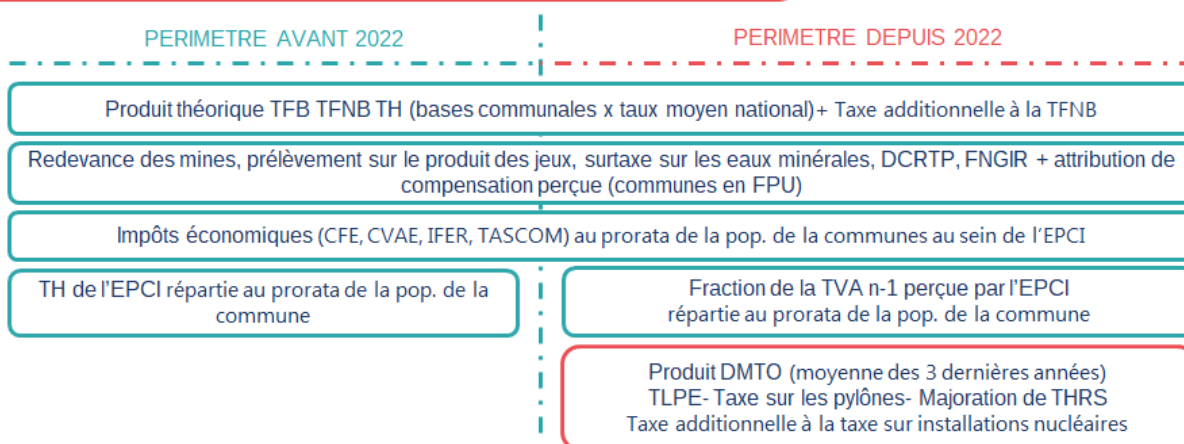 PERIMETRE AVANT 2022
PERIMETRE DEPUIS 2022
Produit théorique TFB TFNB TH (bases communales x taux moyen national)+ Taxe additionnelle à la TFNB
Redevance des mines, prélèvement sur le produit des jeux, surtaxe sur les eaux minérales, DCRTP, FNGIR + attribution de
compensation perçue (communes en FPU)
Impôts économiques (CFE, CVAE, IFER, TASCOM) au prorata de la pop. de la communes au sein de l'EPCI
TH de l'EPCI répartie au prorata de la pop. de la
commune
Fraction de la TVA n-1 perçue par l'EPCI
répartie au prorata de la pop. de la commune
Produit DMTO (moyenne des 3 dernières années)
TLPE- Taxe sur les pylônes- Majoration de THRS
Taxe additionnelle à la taxe sur installations nucléaires